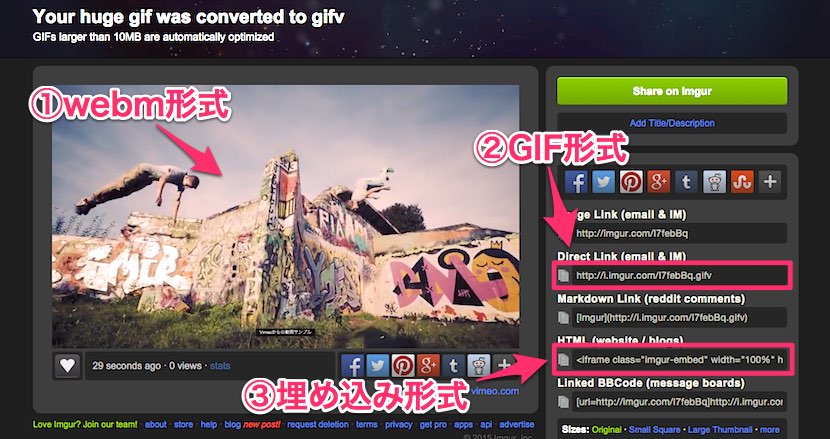 Your huge gif was converted to gifv
GIFs larger than 10MB are automatically optimized
①webm形式
Share on Imgur
Add Title/Description
②GIF形式
Link (email & IM)
http://imgur.com/I7febBq
Direct Link (email & IM)
http://i.imgur.com/I7febBq.gifv
Markdown Link (reddit comments)
[Imgur](http://i.imgur.com/I7febBq.gifv)
HTML (website / blogs)
<iframe class="imgur-embed" width="100%" h
Linked BBCode (message boards)
[url=http://imgur.com/I7febBq]http://i.imgur.con
Sizes: Original • Small Square • Large Thumbnail • more
Vimeoからの動画サンプル
29 seconds ago · 0 views · stats
vimeo.com
③埋め込み形式
Love Imgur? Join our team! · about · store · help · blog new post! · request deletion · terms · privacy · get pro · apps · api · advertise
© 2015 Imgur, Inc